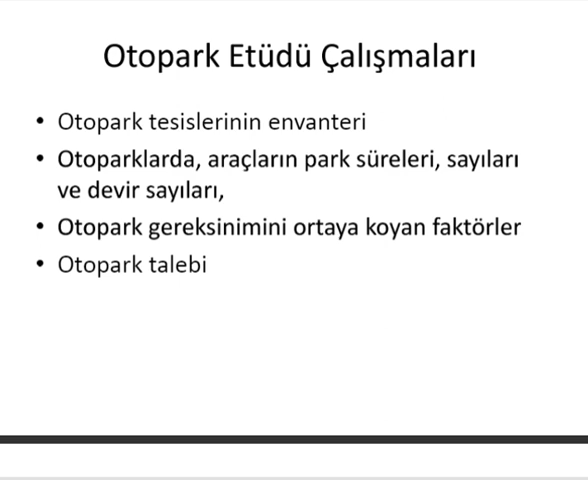 Otopark Etüdü Çalışmaları
• Otopark tesislerinin envanteri
• Otoparklarda, araçların park süreleri, sayıları
ve devir sayıları,
• Otopark gereksinimini ortaya koyan faktörler
• Otopark talebi